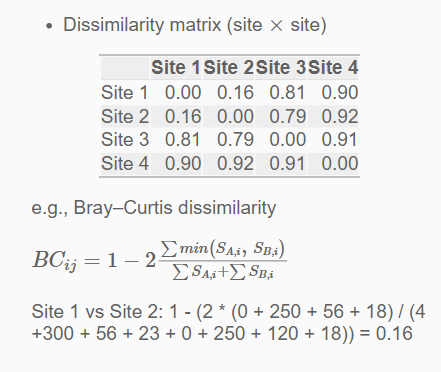 • Dissimilarity matrix (site × site)
Site 1 Site 2 Site 3 Site 4
Site 1 0.00 0.16 0.81 0.90
Site 2 0.16 0.00 0.79 0.92
Site 3 0.81 0.79 0.00 0.91
Site 4 0.90 0.92 0.91 0.00
e.g., Bray–Curtis dissimilarity
BC_{ij} = 1 − 2 \frac{\sum min(S_{A,i}, S_{B,i})}{\sum S_{A,i} + \sum S_{B,i}}
Site 1 vs Site 2: 1 - (2 * (0 + 250 + 56 + 18) / (4
+300 + 56 + 23 + 0 + 250 + 120 + 18)) = 0.16